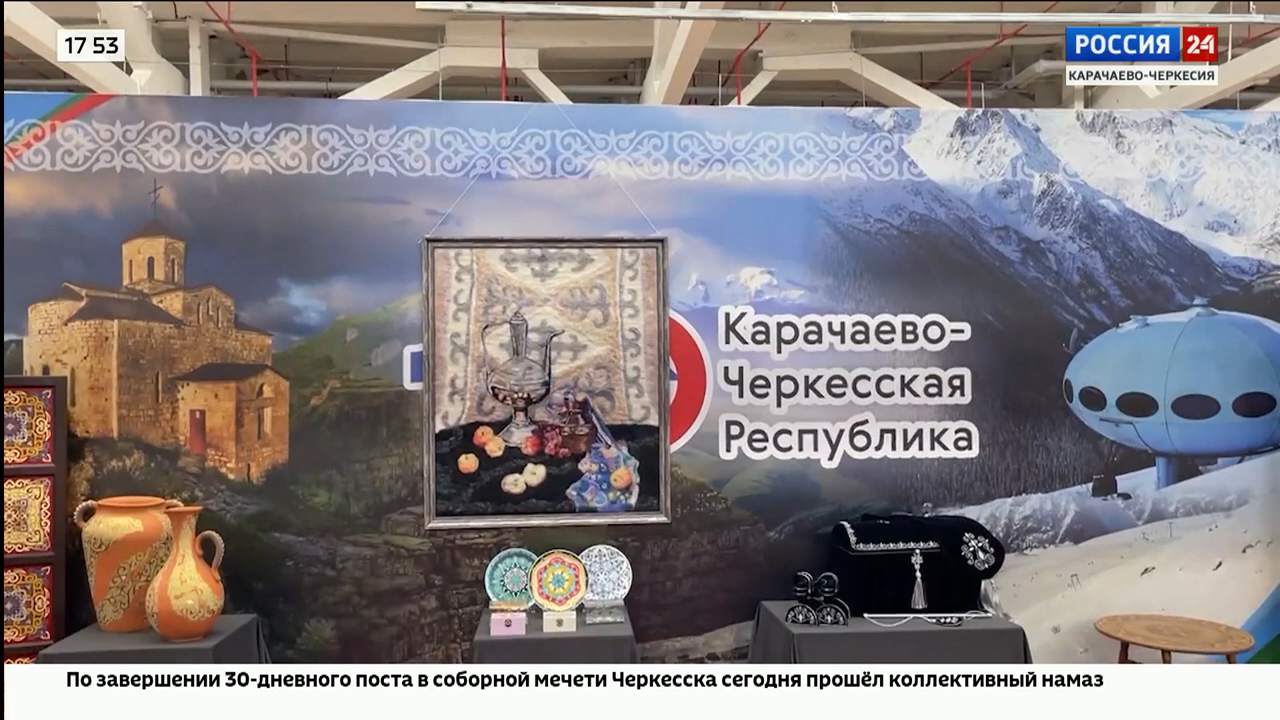 17 53
РОССИЯ 24
КАРАЧАЕВО-ЧЕРКЕСИЯ
Карачаево-
Черкесская
Республика
По завершении 30-дневного поста в соборной мечети Черкесска сегодня прошёл коллективный намаз